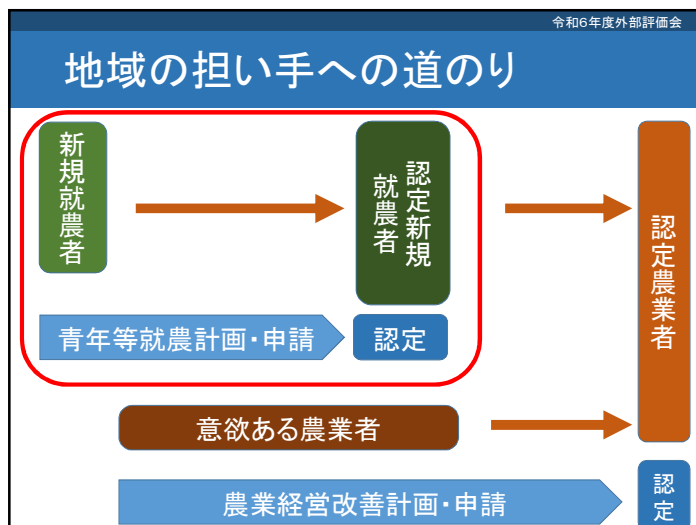 令和6年度外部評価会
地域の担い手への道のり
新規就農者
認定新規
就農者
認定農業者
青年等就農計画・申請
認定
意欲ある農業者
農業経営改善計画・申請
認定